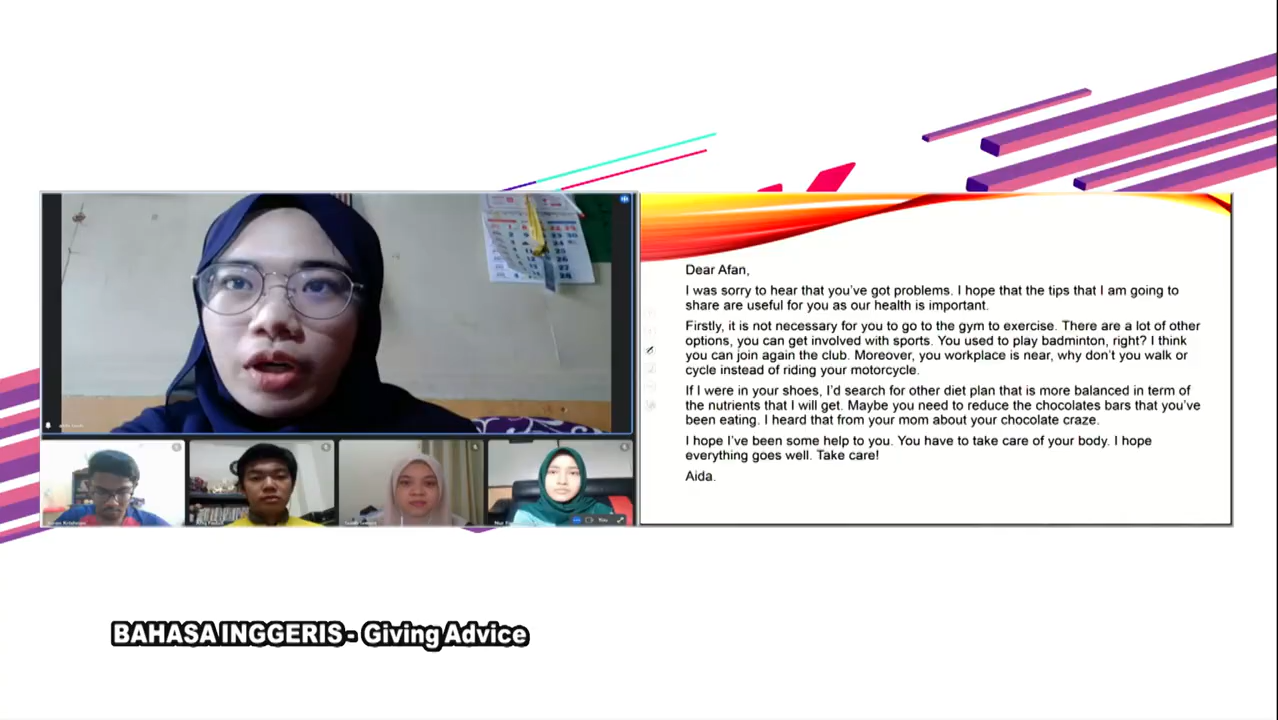 Dear Afan,
I was sorry to hear that you've got problems. I hope that the tips that I am going to
share are useful for you as our health is important.
Firstly, it is not necessary for you to go to the gym to exercise. There are a lot of other
options, you can get involved with sports. You used to play badminton, right? I think
you can join again the club. Moreover, you workplace is near, why don't you walk or
cycle instead of riding your motorcycle.
If I were in your shoes, I'd search for other diet plan that is more balanced in term of
the nutrients that I will get. Maybe you need to reduce the chocolates bars that you've
been eating. I heard that from your mom about your chocolate craze.
I hope I've been some help to you. You have to take care of your body. I hope
everything goes well. Take care!
Aida.
You
BAHASA INGGERIS - Giving Advice